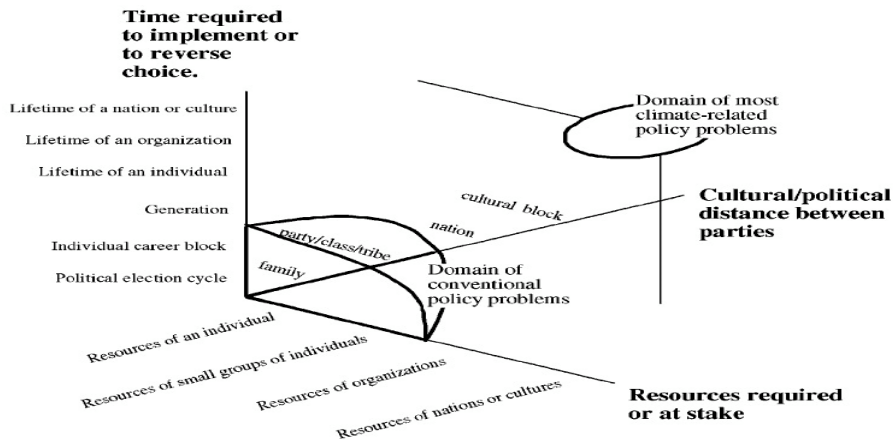 Time required
to implement or
to reverse
choice.
Lifetime of a nation or culture
Lifetime of an organization
Lifetime of an individual
Generation
Individual career block
Political election cycle
Domain of most
climate-related
policy problems
cultural block
nation
party/class/tribe
family
Cultural/political
distance between
parties
Domain of
conventional
policy problems
Resources of an individual
Resources of small groups of individuals
Resources of organizations
Resources of nations or cultures
Resources required
or at stake